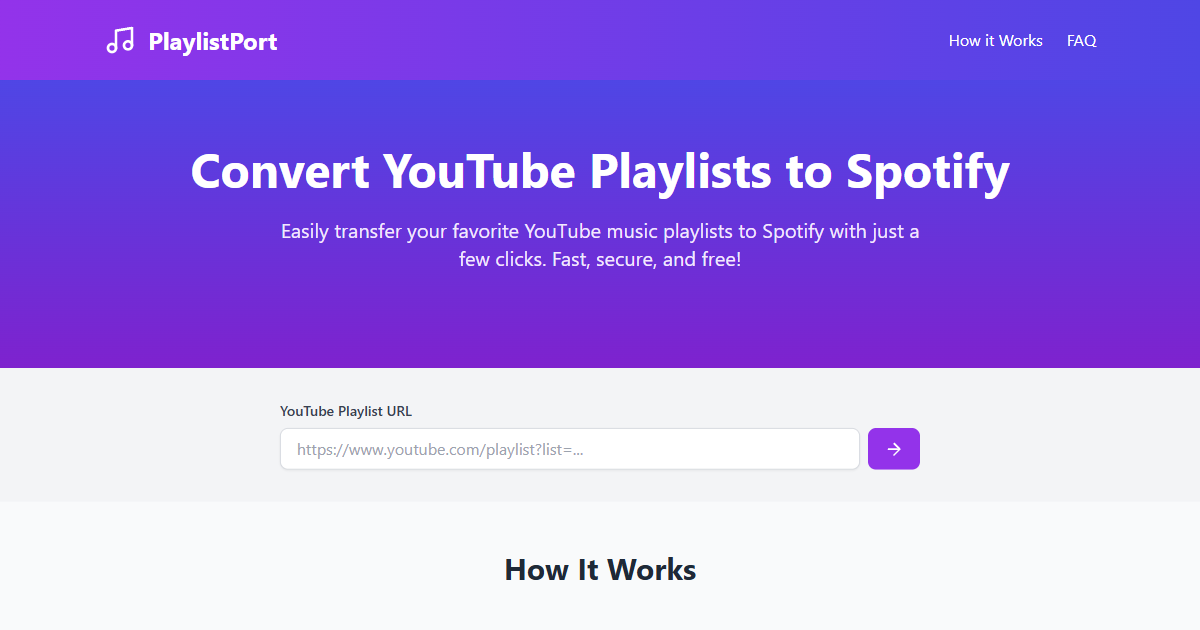 PlaylistPort
How it Works
FAQ
Convert YouTube Playlists to Spotify
Easily transfer your favorite YouTube music playlists to Spotify with just a
few clicks. Fast, secure, and free!
YouTube Playlist URL
https://www.youtube.com/playlist?list=...
How It Works